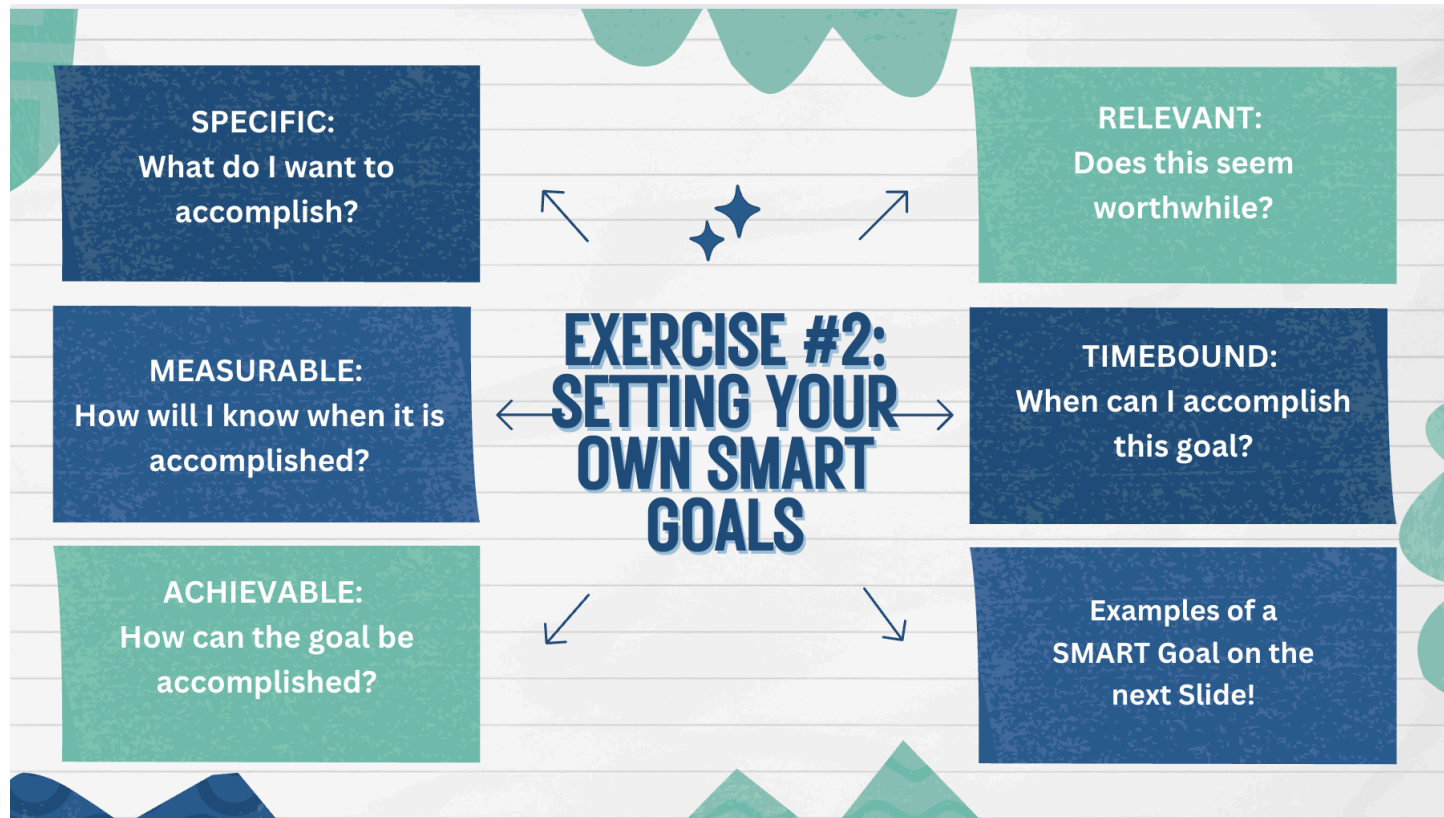 EXERCISE #2:
SETTING YOUR
OWN SMART
GOALS
SPECIFIC:
What do I want to
accomplish?
MEASURABLE:
How will I know when it is
accomplished?
ACHIEVABLE:
How can the goal be
accomplished?
RELEVANT:
Does this seem
worthwhile?
TIMEBOUND:
When can I accomplish
this goal?
Examples of a
SMART Goal on the
next Slide!